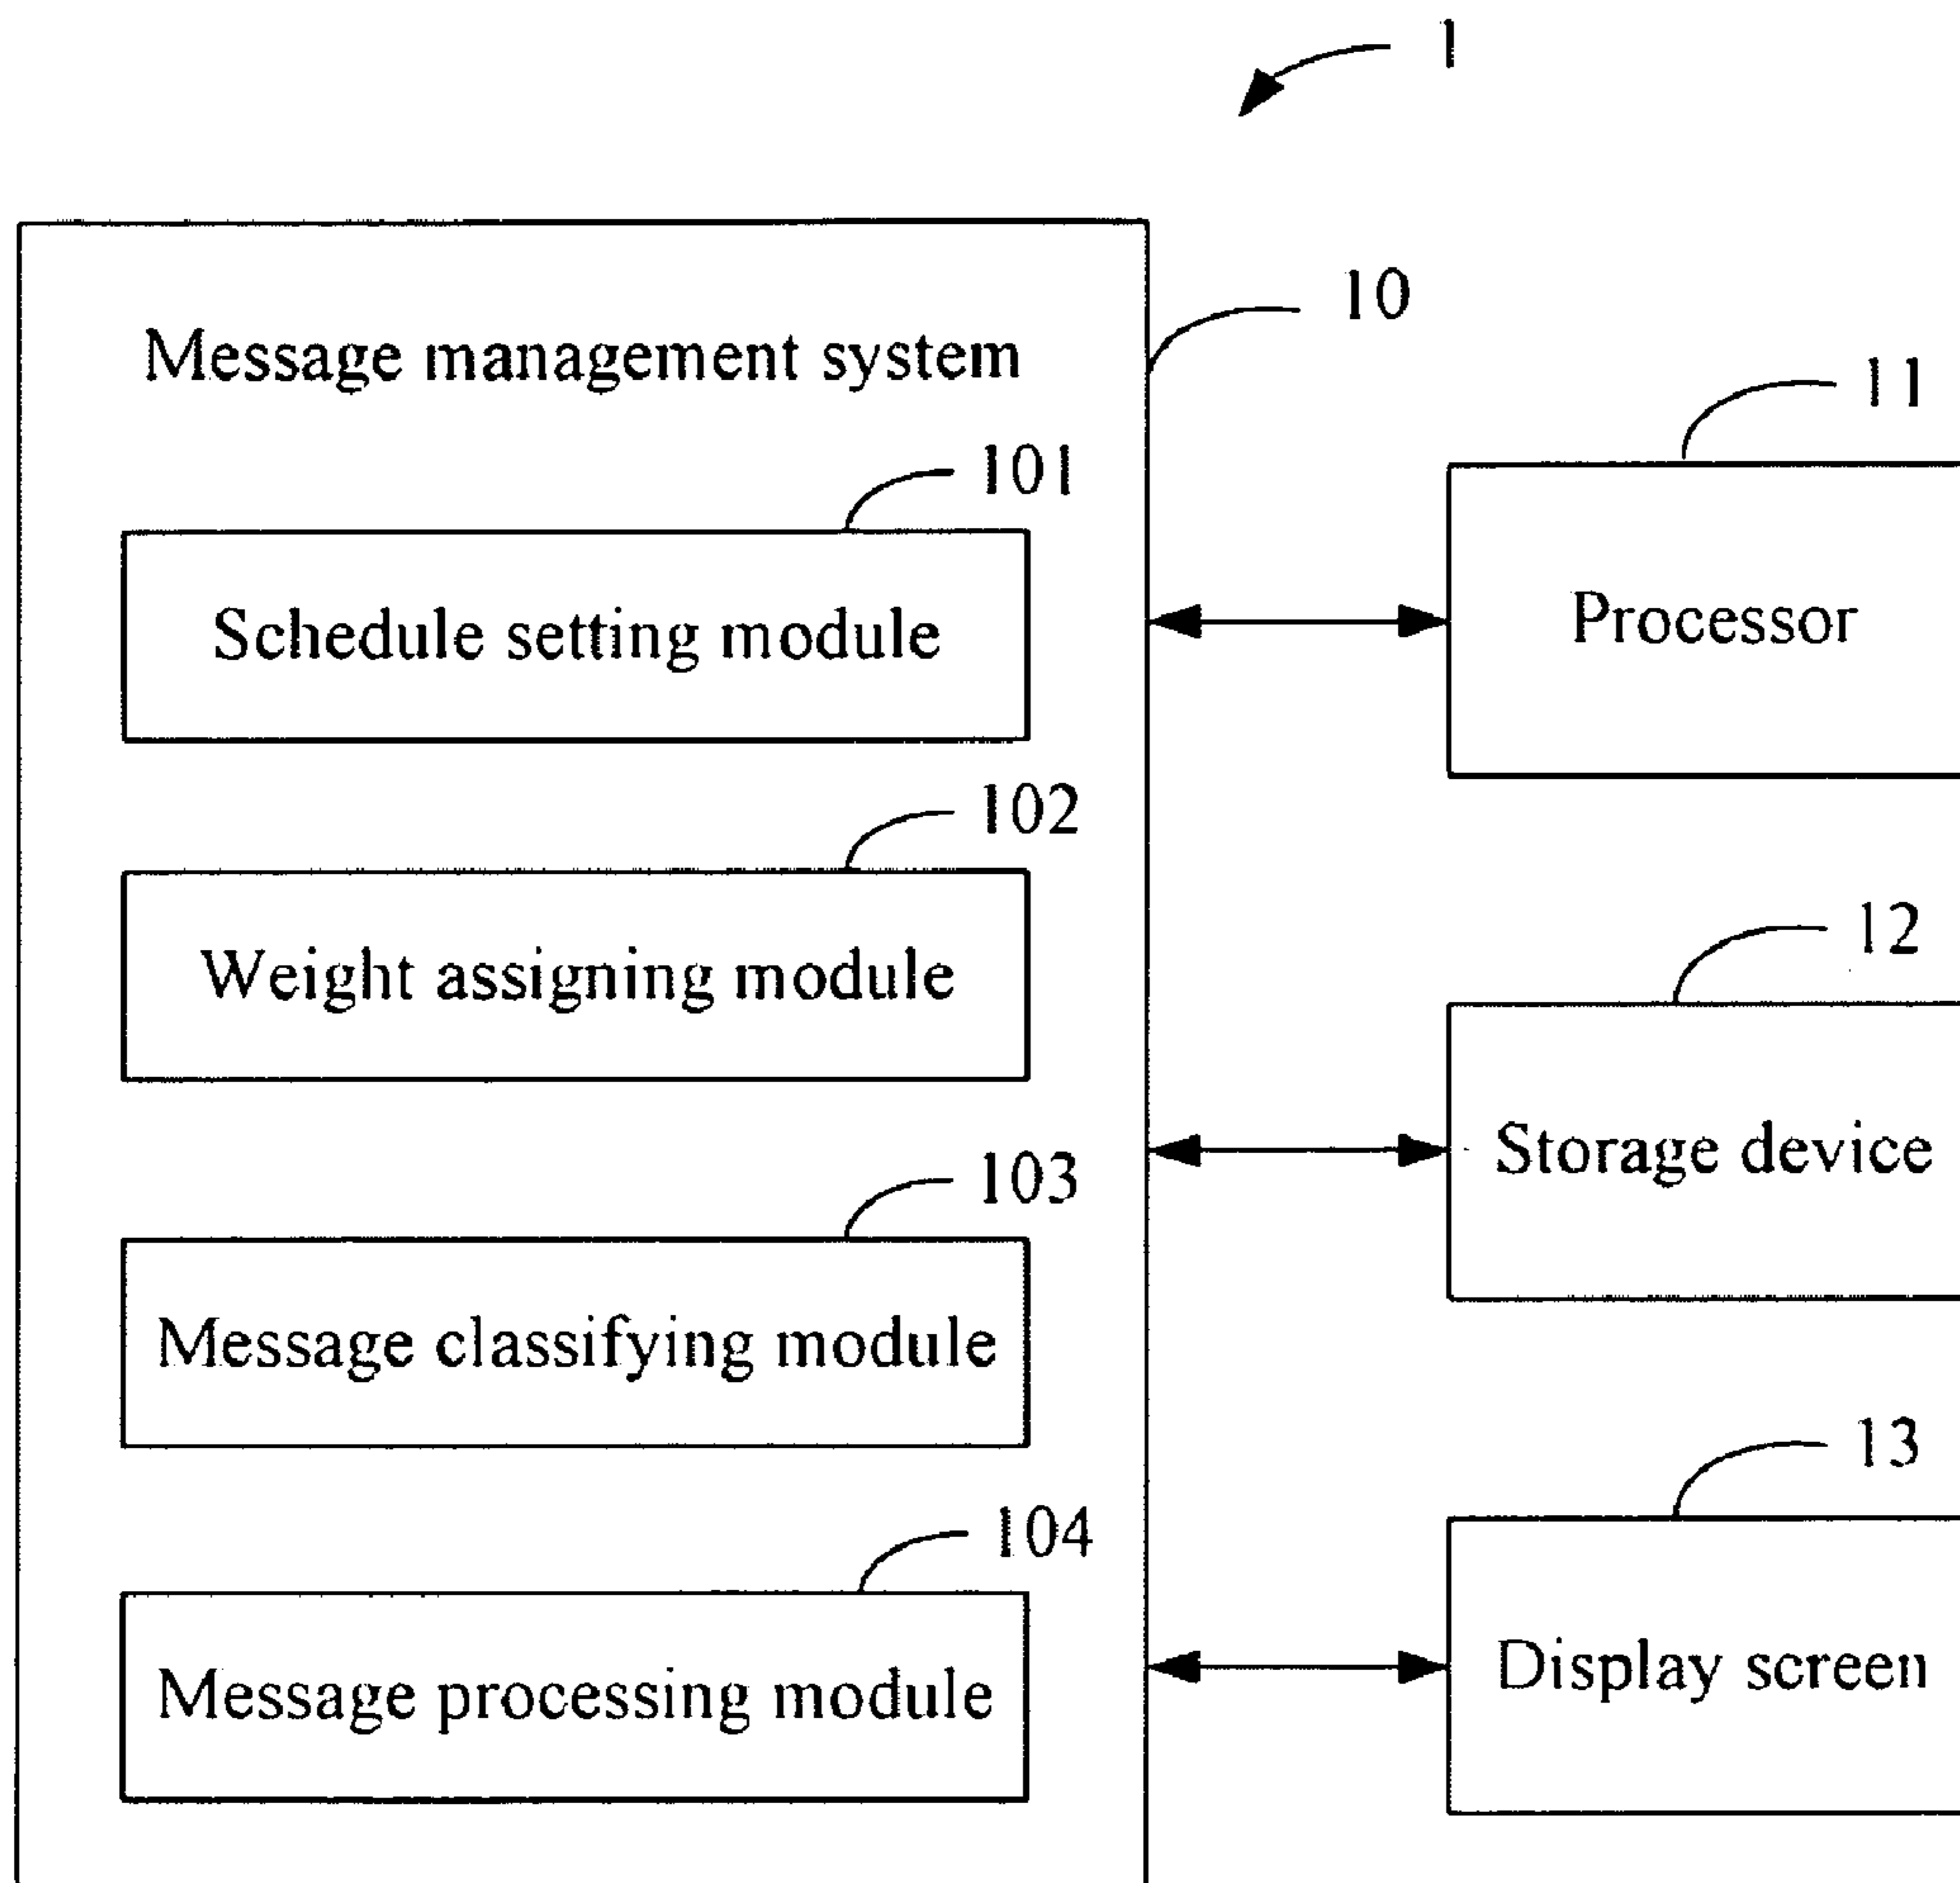 1
10
Message management system
11
101
Schedule setting module
Processor
102
Weight assigning module
12
Storage device
103
Message classifying module
13
104
Message processing module
Display screen